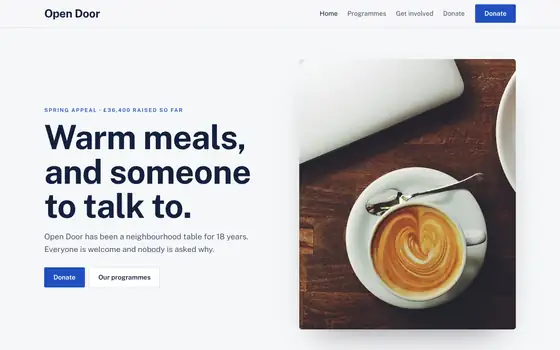 Open Door
Home Programmes Get involved Donate Donate
SPRING APPEAL · £36,400 RAISED SO FAR
Warm meals,
and someone
to talk to.
Open Door has been a neighbourhood table for 18 years.
Everyone is welcome and nobody is asked why.
Donate Our programmes